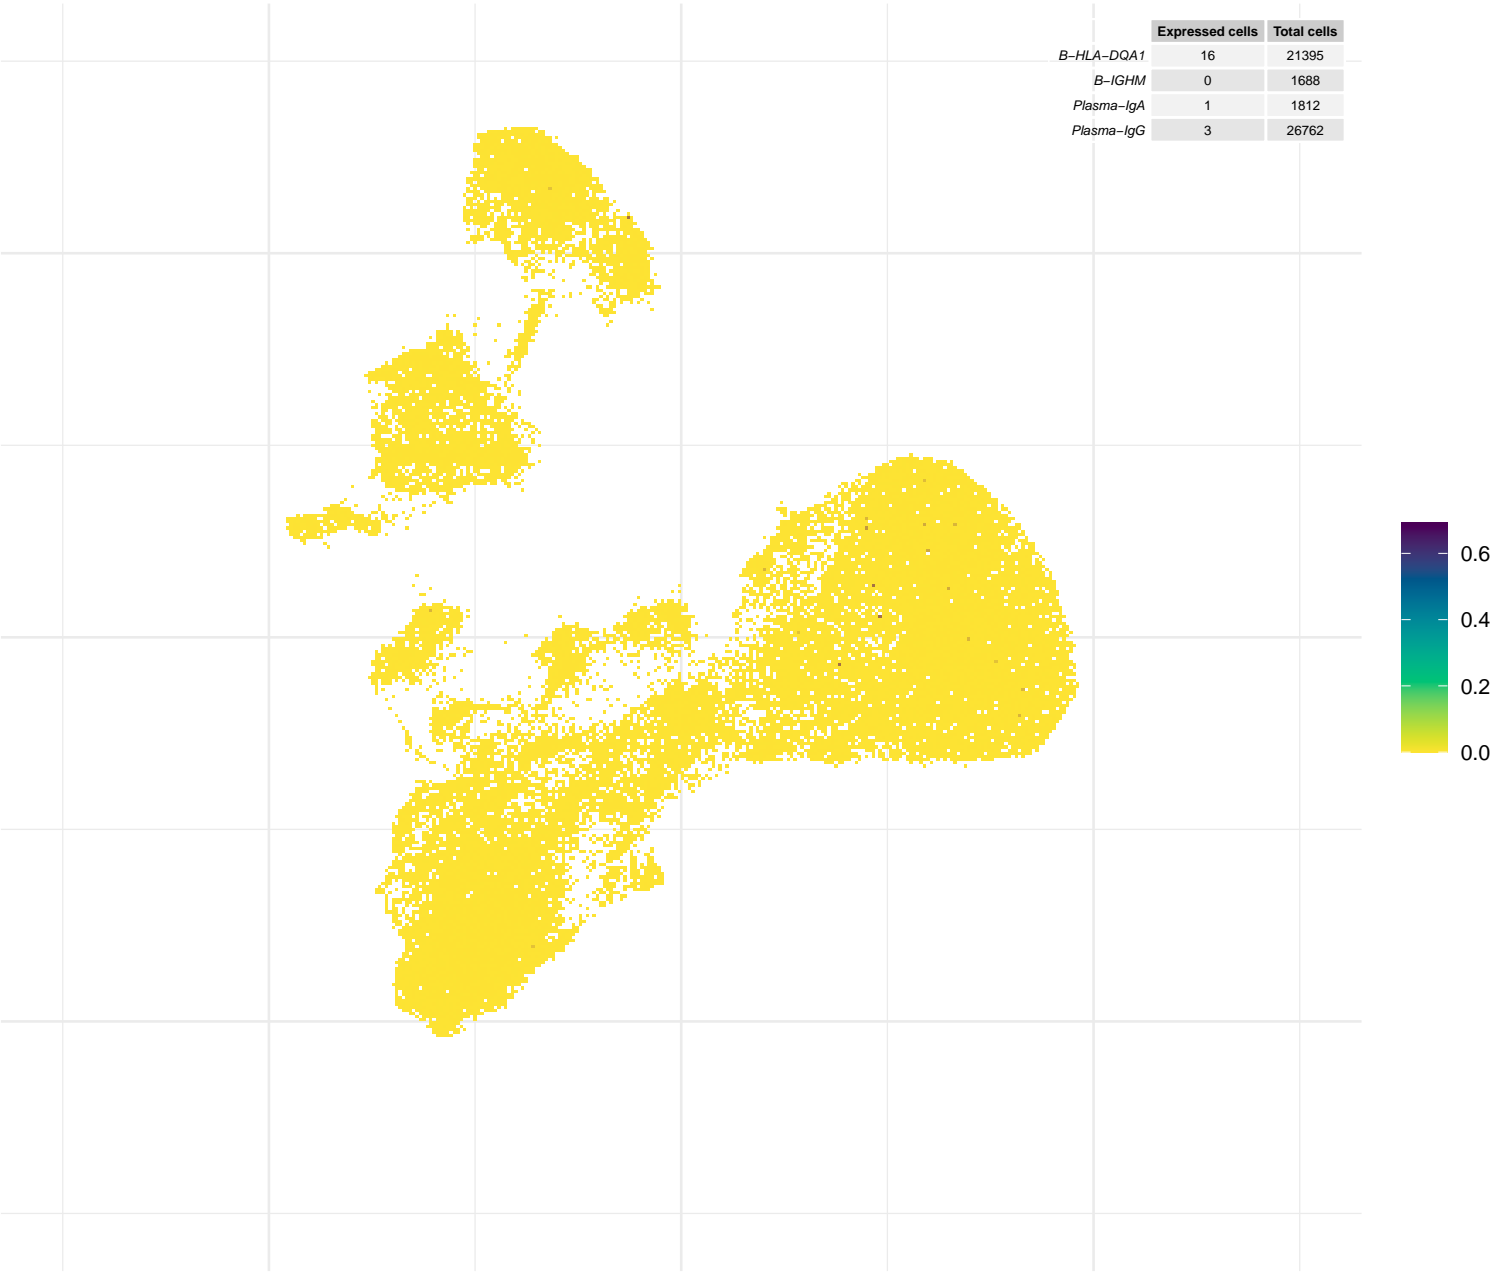 Expressed cells Total cells
B−HLA−DQA1 16 21395
B−IGHM 0 1688
Plasma−IgA 1 1812
Plasma−IgG 3 26762
0.6
0.4
0.2
0.0